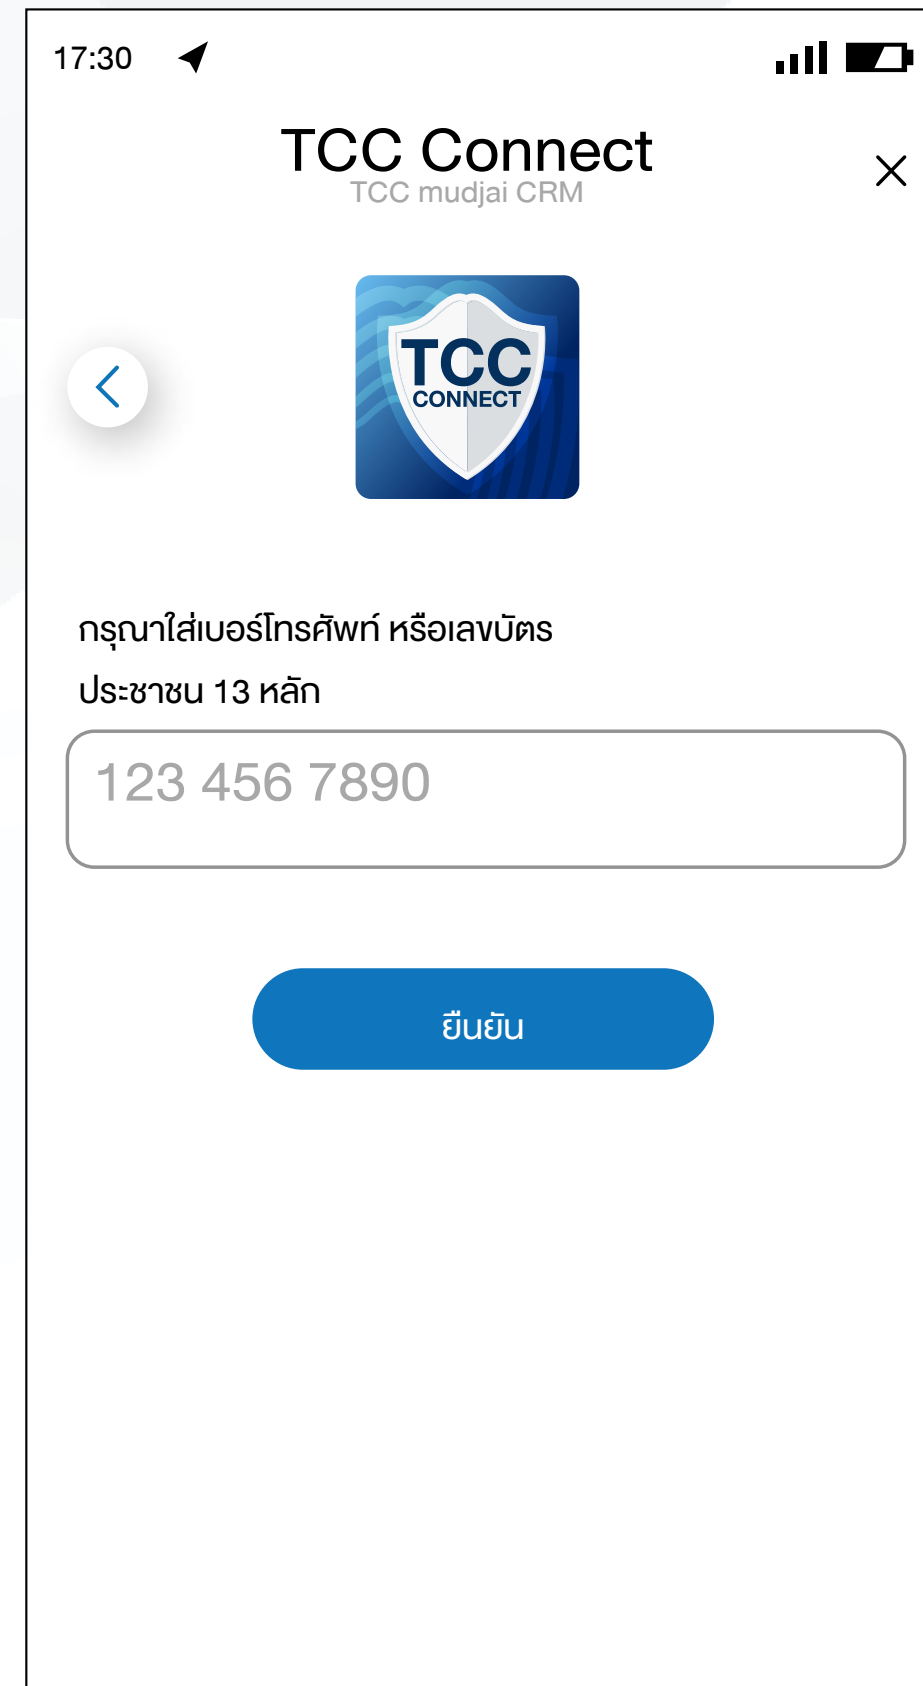 17:30
TCC Connect
TCC mudjai CRM
TCC
CONNECT
กรุณาใส่เบอร์โทรศัพท์ หรือเลขบัตร
ประชาชน 13 หลัก
123 456 7890
ยืนยัน